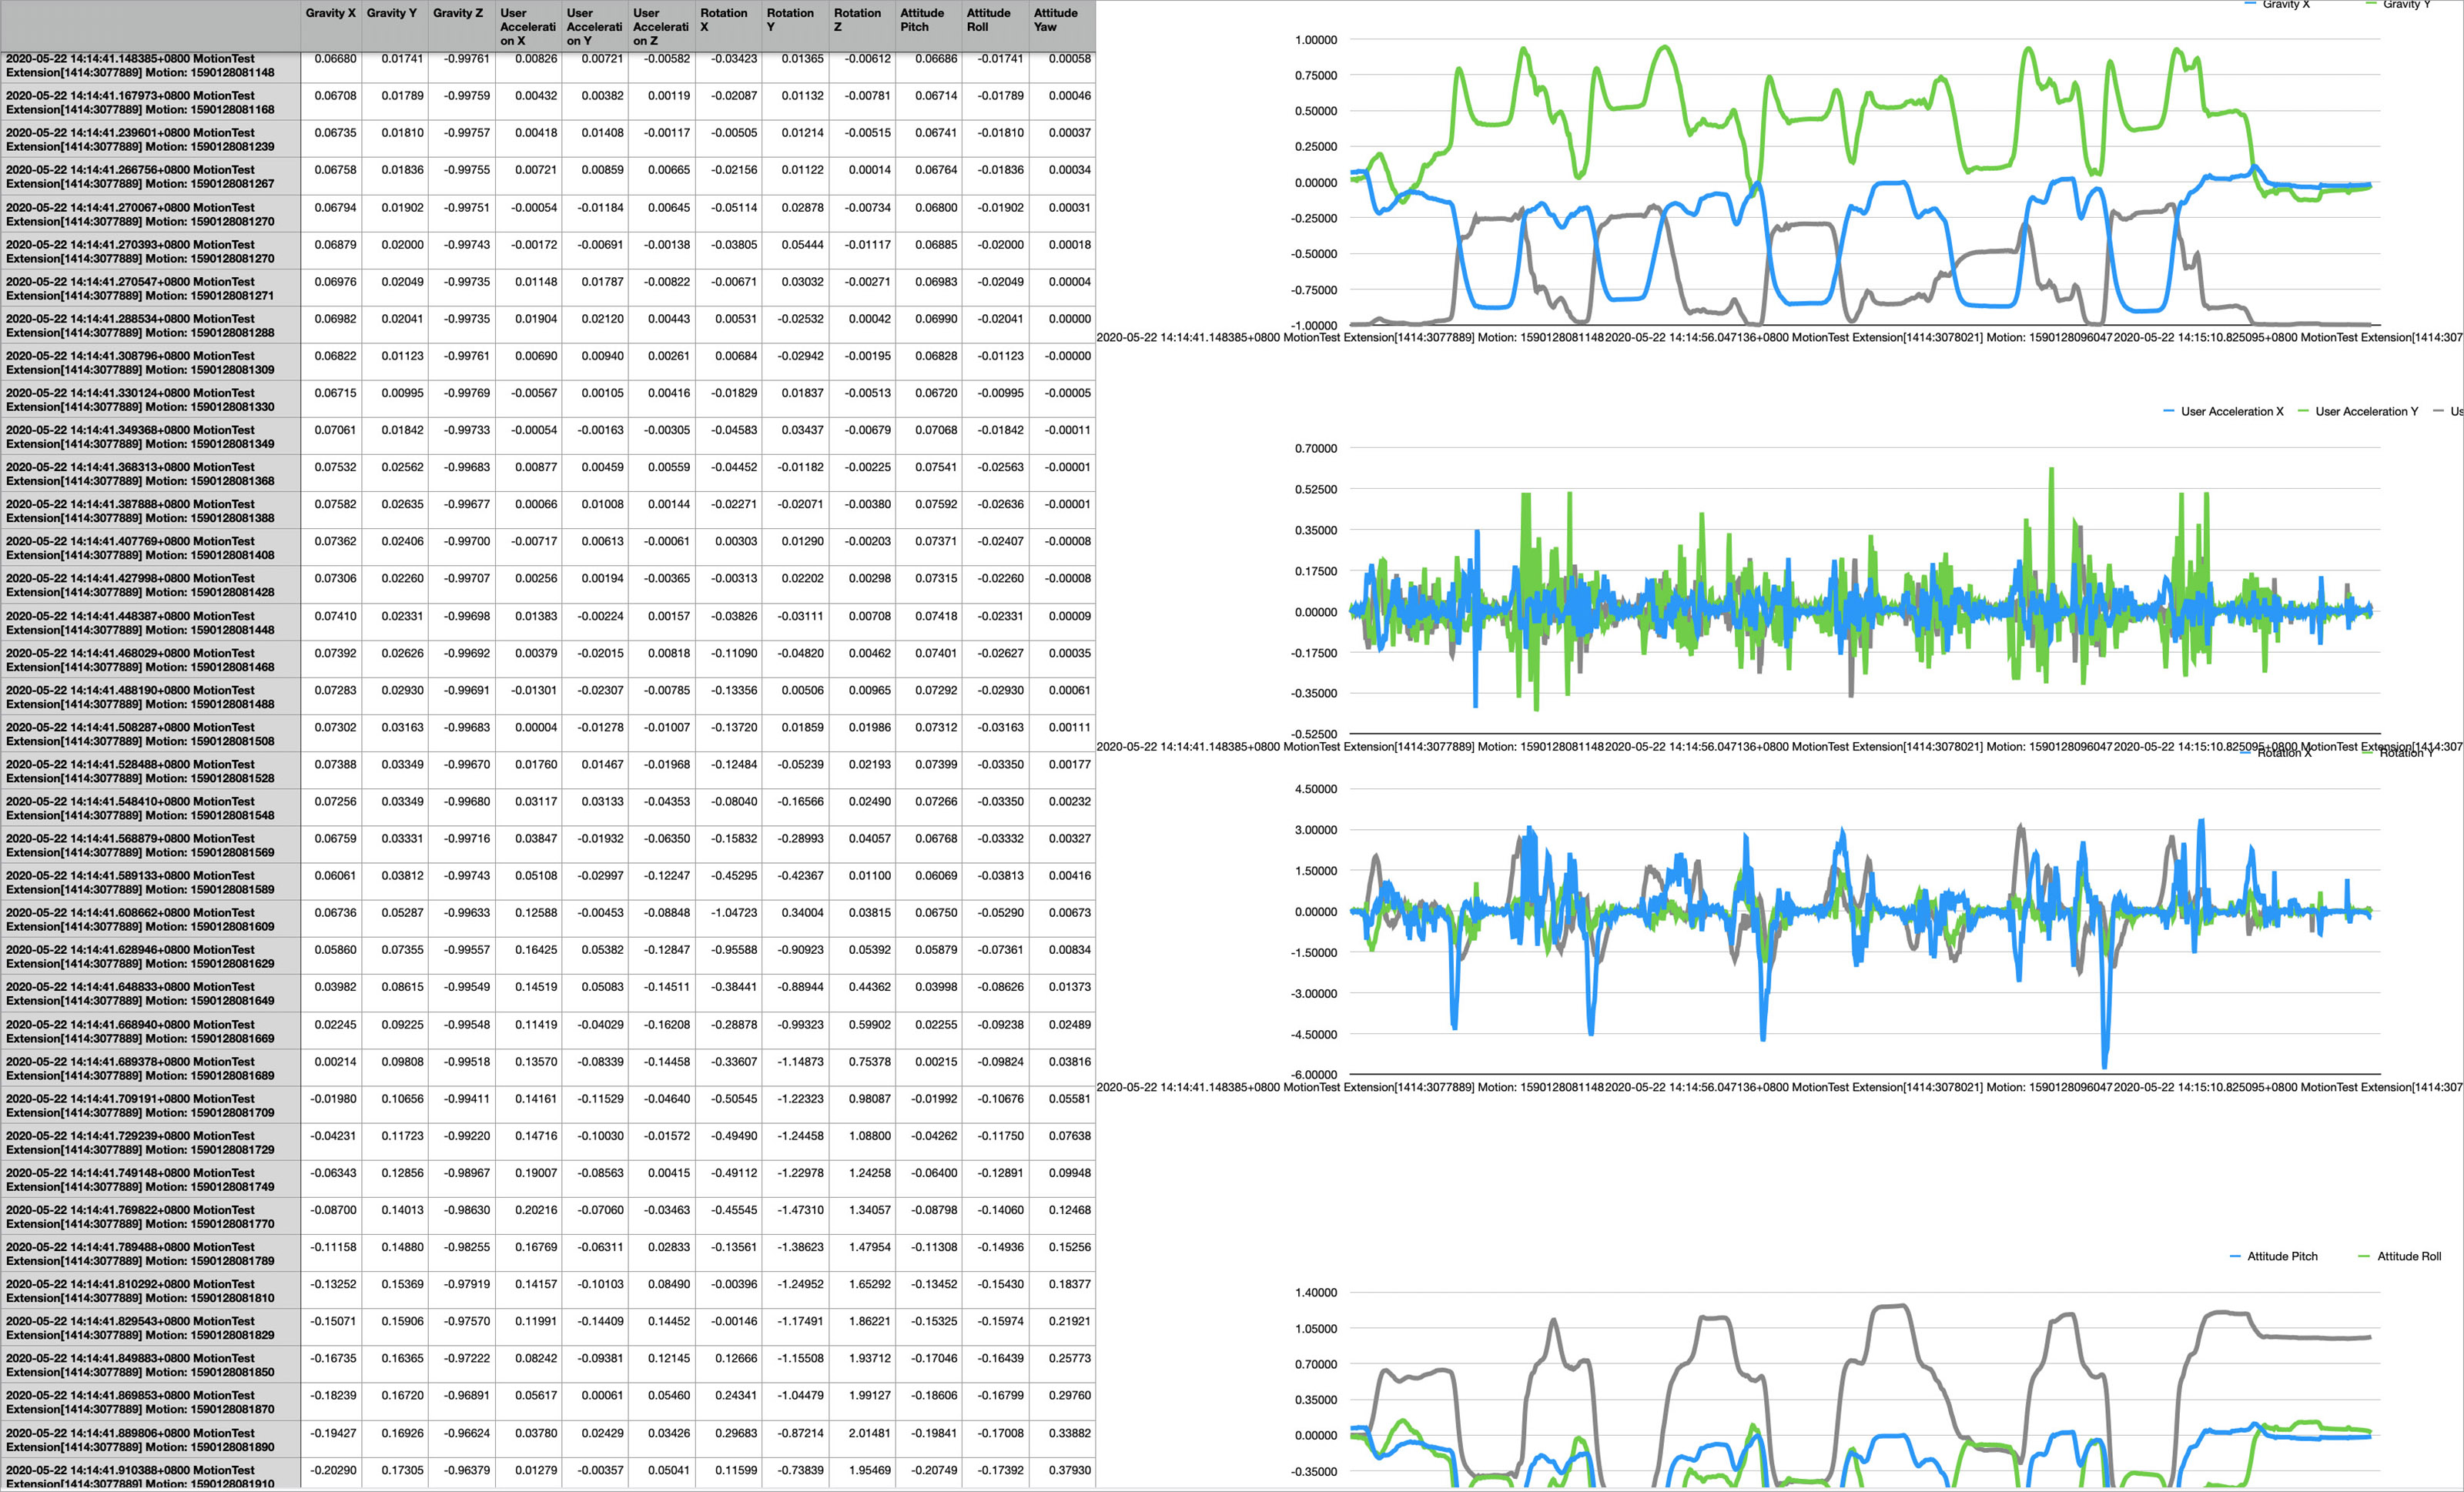 Gravity X Gravity Y Gravity Z User Accelerati on X User Accelerati on Y User Accelerati on Z Rotation X Rotation Y Rotation Z Attitude Pitch Attitude Roll Attitude Yaw
2020-05-22 14:14:41.148385+0800 MotionTest Extension[1414:3077889] Motion: 1590128081148 0.06680 0.01741 -0.99761 0.00826 0.00721 -0.00582 -0.03423 0.01365 -0.00612 0.06686 -0.01741 0.00058
2020-05-22 14:14:41.167973+0800 MotionTest Extension[1414:3077889] Motion: 1590128081168 0.06708 0.01789 -0.99759 0.00432 0.00382 0.00119 -0.02087 0.01132 -0.00781 0.06714 -0.01789 0.00046
2020-05-22 14:14:41.239601+0800 MotionTest Extension[1414:3077889] Motion: 1590128081239 0.06735 0.01810 -0.99757 0.00418 0.01408 -0.00117 -0.00505 0.01214 -0.00515 0.06741 -0.01810 0.00037
2020-05-22 14:14:41.266756+0800 MotionTest Extension[1414:3077889] Motion: 1590128081267 0.06758 0.01836 -0.99755 0.00721 0.00859 0.00665 -0.02156 0.01122 0.00014 0.06764 -0.01836 0.00034
2020-05-22 14:14:41.270067+0800 MotionTest Extension[1414:3077889] Motion: 1590128081270 0.06794 0.01902 -0.99751 -0.00054 -0.01184 0.00645 -0.05114 0.02878 -0.00734 0.06800 -0.01902 0.00031
2020-05-22 14:14:41.270393+0800 MotionTest Extension[1414:3077889] Motion: 1590128081270 0.06879 0.02000 -0.99743 -0.00172 -0.00691 -0.00138 -0.03805 0.05444 -0.01117 0.06885 -0.02000 0.00018
2020-05-22 14:14:41.270547+0800 MotionTest Extension[1414:3077889] Motion: 1590128081271 0.06976 0.02049 -0.99735 0.01148 0.01787 -0.00822 -0.00671 0.03032 -0.00271 0.06983 -0.02049 0.00004
2020-05-22 14:14:41.288534+0800 MotionTest Extension[1414:3077889] Motion: 1590128081288 0.06982 0.02041 -0.99735 0.01904 0.02120 0.00443 0.00531 -0.02532 0.00042 0.06990 -0.02041 0.00000
2020-05-22 14:14:41.308796+0800 MotionTest Extension[1414:3077889] Motion: 1590128081309 0.06822 0.01123 -0.99761 0.00690 0.00940 0.00261 0.00684 -0.02942 -0.00195 0.06828 -0.01123 -0.00000
2020-05-22 14:14:41.330124+0800 MotionTest Extension[1414:3077889] Motion: 1590128081330 0.06715 0.00995 -0.99769 -0.00567 0.00105 0.00416 -0.01829 0.01837 -0.00513 0.06720 -0.00995 -0.00005
2020-05-22 14:14:41.349368+0800 MotionTest Extension[1414:3077889] Motion: 1590128081349 0.07061 0.01842 -0.99733 -0.00054 -0.00163 -0.00305 -0.04583 0.03437 -0.00679 0.07068 -0.01842 -0.00011
2020-05-22 14:14:41.368313+0800 MotionTest Extension[1414:3077889] Motion: 1590128081368 0.07532 0.02562 -0.99683 0.00877 0.00459 0.00559 -0.04452 -0.01182 -0.00225 0.07541 -0.02563 -0.00001
2020-05-22 14:14:41.387888+0800 MotionTest Extension[1414:3077889] Motion: 1590128081388 0.07582 0.02635 -0.99677 0.00066 0.01008 0.00144 -0.02271 -0.02071 -0.00380 0.07592 -0.02636 -0.00001
2020-05-22 14:14:41.407769+0800 MotionTest Extension[1414:3077889] Motion: 1590128081408 0.07362 0.02406 -0.99700 -0.00717 0.00613 -0.00061 0.00303 0.01290 -0.00203 0.07371 -0.02407 -0.00008
2020-05-22 14:14:41.427998+0800 MotionTest Extension[1414:3077889] Motion: 1590128081428 0.07306 0.02260 -0.99707 0.00256 0.00194 -0.00365 -0.00313 0.02202 0.00298 0.07315 -0.02260 -0.00008
2020-05-22 14:14:41.448387+0800 MotionTest Extension[1414:3077889] Motion: 1590128081448 0.07410 0.02331 -0.99698 0.01383 -0.00224 0.00157 -0.03826 -0.03111 0.00708 0.07418 -0.02331 0.00009
2020-05-22 14:14:41.468029+0800 MotionTest Extension[1414:3077889] Motion: 1590128081468 0.07392 0.02626 -0.99692 0.00379 -0.02015 0.00818 -0.11090 -0.04820 0.00462 0.07401 -0.02627 0.00035
2020-05-22 14:14:41.488190+0800 MotionTest Extension[1414:3077889] Motion: 1590128081488 0.07283 0.02930 -0.99691 -0.01301 -0.02307 -0.00785 -0.13356 0.00506 0.00965 0.07292 -0.02930 0.00061
2020-05-22 14:14:41.508287+0800 MotionTest Extension[1414:3077889] Motion: 1590128081508 0.07302 0.03163 -0.99683 0.00004 -0.01278 -0.01007 -0.13720 0.01859 0.01986 0.07312 -0.03163 0.00111
2020-05-22 14:14:41.528488+0800 MotionTest Extension[1414:3077889] Motion: 1590128081528 0.07388 0.03349 -0.99670 0.01760 0.01467 -0.01968 -0.12484 -0.05239 0.02193 0.07399 -0.03350 0.00177
2020-05-22 14:14:41.548410+0800 MotionTest Extension[1414:3077889] Motion: 1590128081548 0.07256 0.03349 -0.99680 0.03117 0.03133 -0.04353 -0.08040 -0.16566 0.02490 0.07266 -0.03350 0.00232
2020-05-22 14:14:41.568879+0800 MotionTest Extension[1414:3077889] Motion: 1590128081569 0.06759 0.03331 -0.99716 0.03847 -0.01932 -0.06350 -0.15832 -0.28993 0.04057 0.06768 -0.03332 0.00327
2020-05-22 14:14:41.589133+0800 MotionTest Extension[1414:3077889] Motion: 1590128081589 0.06061 0.03812 -0.99743 0.05108 -0.02997 -0.12247 -0.45295 -0.42367 0.01100 0.06069 -0.03813 0.00416
2020-05-22 14:14:41.608662+0800 MotionTest Extension[1414:3077889] Motion: 1590128081609 0.06736 0.05287 -0.99633 0.12588 -0.00453 -0.08848 -1.04723 0.34004 0.03815 0.06750 -0.05290 0.00673
2020-05-22 14:14:41.628946+0800 MotionTest Extension[1414:3077889] Motion: 1590128081629 0.05860 0.07355 -0.99557 0.16425 0.05382 -0.12847 -0.95588 -0.90923 0.05392 0.05879 -0.07361 0.00834
2020-05-22 14:14:41.648833+0800 MotionTest Extension[1414:3077889] Motion: 1590128081649 0.03982 0.08615 -0.99549 0.14519 0.05083 -0.14511 -0.38441 -0.88944 0.44362 0.03998 -0.08626 0.01373
2020-05-22 14:14:41.668940+0800 MotionTest Extension[1414:3077889] Motion: 1590128081669 0.02245 0.09225 -0.99548 0.11419 -0.04029 -0.16208 -0.28878 -0.99323 0.59902 0.02255 -0.09238 0.02489
2020-05-22 14:14:41.689378+0800 MotionTest Extension[1414:3077889] Motion: 1590128081689 0.00214 0.09808 -0.99518 0.13570 -0.08339 -0.14458 -0.33607 -1.14873 0.75378 0.00215 -0.09824 0.03816
2020-05-22 14:14:41.709191+0800 MotionTest Extension[1414:3077889] Motion: 1590128081709 -0.01980 0.10656 -0.99411 0.14161 -0.11529 -0.04640 -0.50545 -1.22323 0.98087 -0.01992 -0.10676 0.05581
2020-05-22 14:14:41.729239+0800 MotionTest Extension[1414:3077889] Motion: 1590128081729 -0.04231 0.11723 -0.99220 0.14716 -0.10030 -0.01572 -0.49490 -1.24458 1.08800 -0.04262 -0.11750 0.07638
2020-05-22 14:14:41.749148+0800 MotionTest Extension[1414:3077889] Motion: 1590128081749 -0.06343 0.12856 -0.98967 0.19007 -0.08563 0.00415 -0.49112 -1.22978 1.24258 -0.06400 -0.12891 0.09948
2020-05-22 14:14:41.769822+0800 MotionTest Extension[1414:3077889] Motion: 1590128081770 -0.08700 0.14013 -0.98630 0.20216 -0.07060 -0.03463 -0.45545 -1.47310 1.34057 -0.08798 -0.14060 0.12468
2020-05-22 14:14:41.789488+0800 MotionTest Extension[1414:3077889] Motion: 1590128081789 -0.11158 0.14880 -0.98255 0.16769 -0.06311 0.02833 -0.13561 -1.38623 1.47954 -0.11308 -0.14936 0.15256
2020-05-22 14:14:41.810292+0800 MotionTest Extension[1414:3077889] Motion: 1590128081810 -0.13252 0.15369 -0.97919 0.14157 -0.10103 0.08490 -0.00396 -1.24952 1.65292 -0.13452 -0.15430 0.18377
2020-05-22 14:14:41.829543+0800 MotionTest Extension[1414:3077889] Motion: 1590128081829 -0.15071 0.15906 -0.97570 0.11991 -0.14409 0.14452 -0.00146 -1.17491 1.86221 -0.15325 -0.15974 0.21921
2020-05-22 14:14:41.849883+0800 MotionTest Extension[1414:3077889] Motion: 1590128081850 -0.16735 0.16365 -0.97222 0.08242 -0.09381 0.12145 0.12666 -1.15508 1.93712 -0.17046 -0.16439 0.25773
2020-05-22 14:14:41.869853+0800 MotionTest Extension[1414:3077889] Motion: 1590128081870 -0.18239 0.16720 -0.96891 0.05617 0.00061 0.05460 0.24341 -1.04479 1.99127 -0.18606 -0.16799 0.29760
2020-05-22 14:14:41.889806+0800 MotionTest Extension[1414:3077889] Motion: 1590128081890 -0.19427 0.16926 -0.96624 0.03780 0.02429 0.03426 0.29683 -0.87214 2.01481 -0.19841 -0.17008 0.33882
2020-05-22 14:14:41.910388+0800 MotionTest Extension[1414:3077889] Motion: 1590128081910 -0.20290 0.17305 -0.96379 0.01279 -0.00357 0.05041 0.11599 -0.73839 1.95469 -0.20749 -0.17392 0.37930
Gravity X Gravity Y
1.00000
0.75000
0.50000
0.25000
0.00000
-0.25000
-0.50000
-0.75000
-1.00000
2020-05-22 14:14:41.148385+0800 MotionTest Extension[1414:3077889] Motion: 1590128081148 2020-05-22 14:14:56.047136+0800 MotionTest Extension[1414:3078021] Motion: 1590128096047 2020-05-22 14:15:10.825095+0800 MotionTest Extension[1414:307
User Acceleration X User Acceleration Y Us
0.70000
0.52500
0.35000
0.17500
0.00000
-0.17500
-0.35000
-0.52500
2020-05-22 14:14:41.148385+0800 MotionTest Extension[1414:3077889] Motion: 1590128081148 2020-05-22 14:14:56.047136+0800 MotionTest Extension[1414:3078021] Motion: 1590128096047 2020-05-22 14:15:10.825095+0800 MotionTest Extension[1414:307
Rotation X Rotation Y
4.50000
3.00000
1.50000
0.00000
-1.50000
-3.00000
-4.50000
-6.00000
2020-05-22 14:14:41.148385+0800 MotionTest Extension[1414:3077889] Motion: 1590128081148 2020-05-22 14:14:56.047136+0800 MotionTest Extension[1414:3078021] Motion: 1590128096047 2020-05-22 14:15:10.825095+0800 MotionTest Extension[1414:307
Attitude Pitch Attitude Roll
1.40000
1.05000
0.70000
0.35000
0.00000
-0.35000